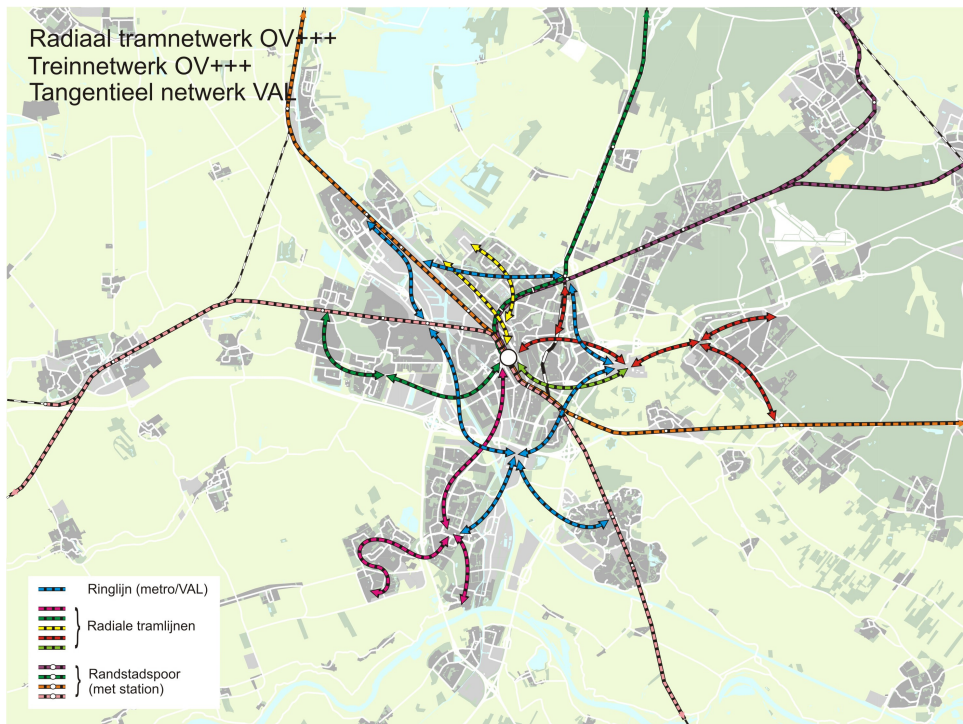 Radiaal tramnetwerk OV+++
Treinnetwerk OV+++
Tangentieel netwerk VAL
Ringlijn (metro/VAL)
Radiale tramlijnen
Randstadspoor
(met station)